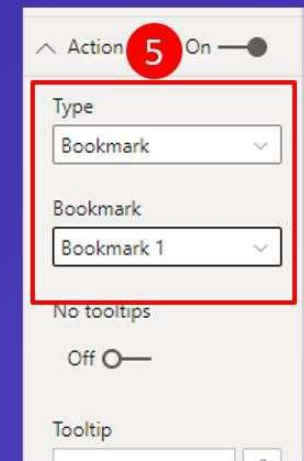 Action 5 On
Type
Bookmark
Bookmark
Bookmark 1
No tooltips
Off
Tooltip